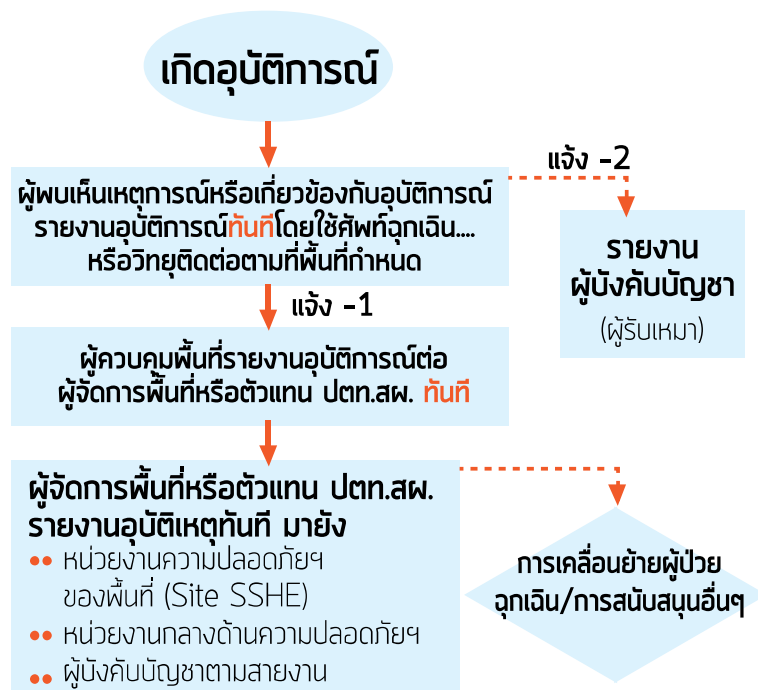 เกิดอุบัติการณ์
แจ้ง -2
ผู้พบเห็นเหตุการณ์หรือเกี่ยวข้องกับอุบัติการณ์
รายงานอุบัติการณ์ทันทีโดยใช้ศัพท์ฉุกเฉิน....
หรือวิทยุติดต่อตามที่พื้นที่กำหนด
รายงาน
ผู้บังคับบัญชา
(ผู้รับเหมา)
แจ้ง -1
ผู้ควบคุมพื้นที่รายงานอุบัติการณ์ต่อ
ผู้จัดการพื้นที่หรือตัวแทน ปตท.สผ. ทันที
ผู้จัดการพื้นที่หรือตัวแทน ปตท.สผ.
รายงานอุบัติเหตุทันที มายัง
•• หน่วยงานความปลอดภัยฯ
ของพื้นที่ (Site SSHE)
•• หน่วยงานกลางด้านความปลอดภัยฯ
•• ผู้บังคับบัญชาตามสายงาน
การเคลื่อนย้ายผู้ป่วย
ฉุกเฉิน/การสนับสนุนอื่นๆ